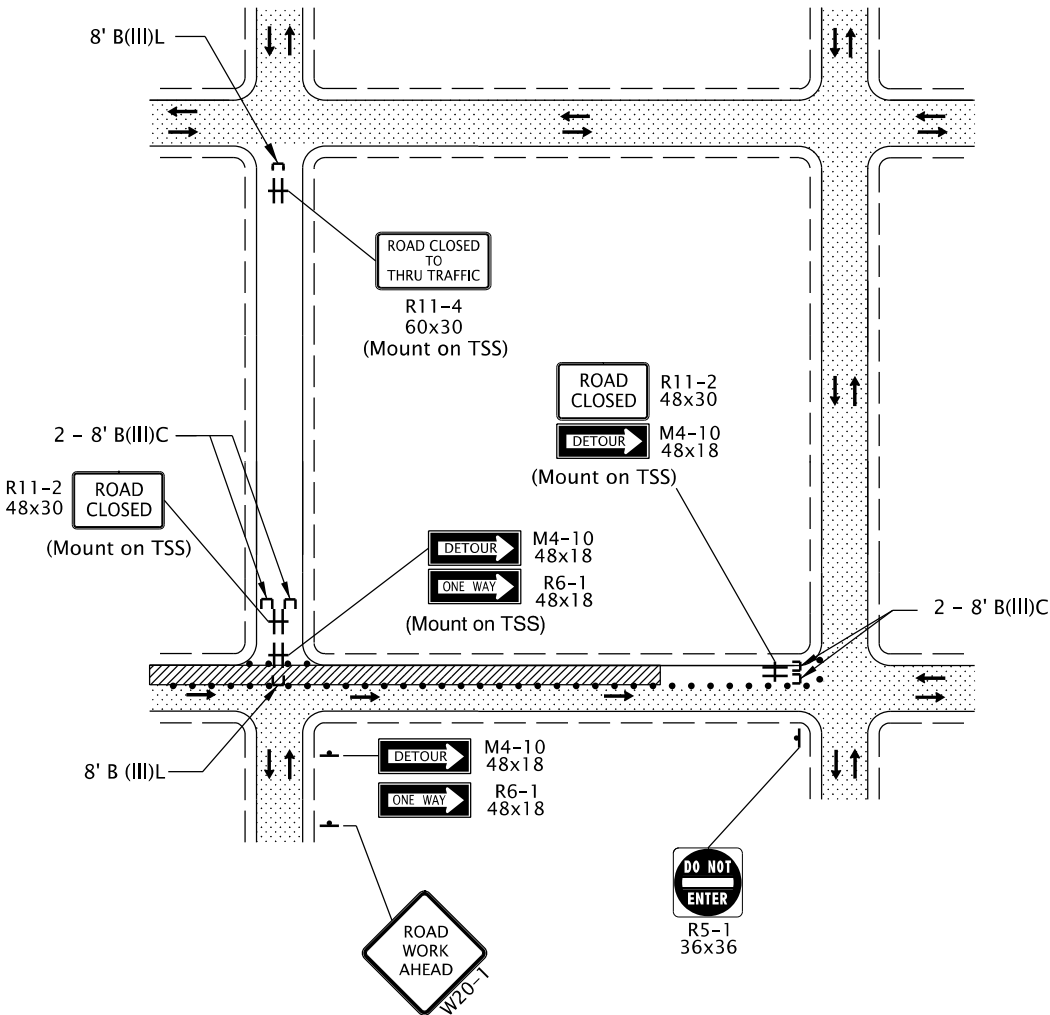 8' B(III)L
ROAD CLOSED
TO
THRU TRAFFIC
R11-4
60x30
(Mount on TSS)
ROAD
CLOSED
R11-2
48x30
DETOUR
M4-10
48x18
(Mount on TSS)
2 - 8' B(III)C
R11-2
48x30
ROAD
CLOSED
(Mount on TSS)
DETOUR
M4-10
48x18
ONE WAY
R6-1
48x18
(Mount on TSS)
2 - 8' B(III)C
8' B (III)L
DETOUR
M4-10
48x18
ONE WAY
R6-1
48x18
DO NOT
ENTER
R5-1
36x36
ROAD
WORK
AHEAD
W20-1